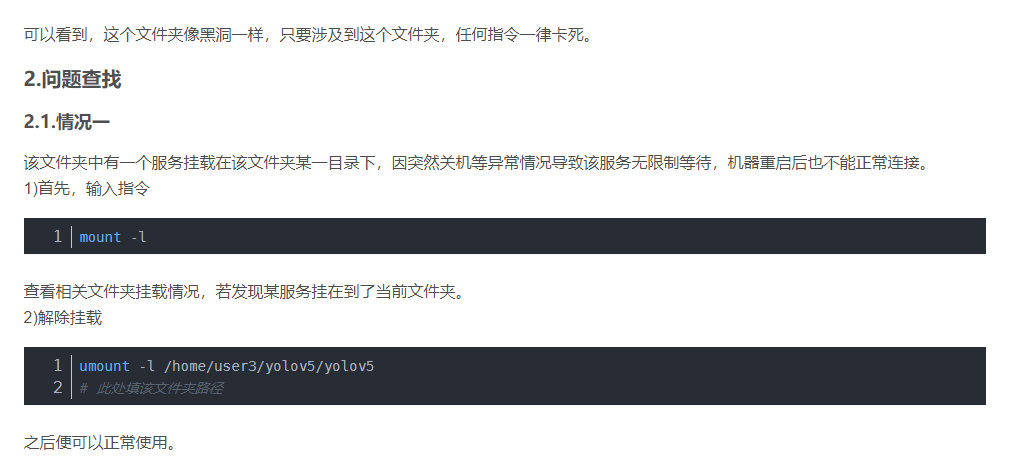 可以看到，这个文件夹像黑洞一样，只要涉及到这个文件夹，任何指令一律卡死。
2.问题查找
2.1.情况一
该文件夹中有一个服务挂载在该文件夹某一目录下，因突然关机等异常情况导致该服务无限制等待，机器重启后也不能正常连接。
1)首先，输入指令
1 mount -l
查看相关文件夹挂载情况，若发现某服务挂在到了当前文件夹。
2)解除挂载
1 umount -l /home/user3/yolov5/yolov5
2 # 此处填该文件夹路径
之后便可以正常使用。